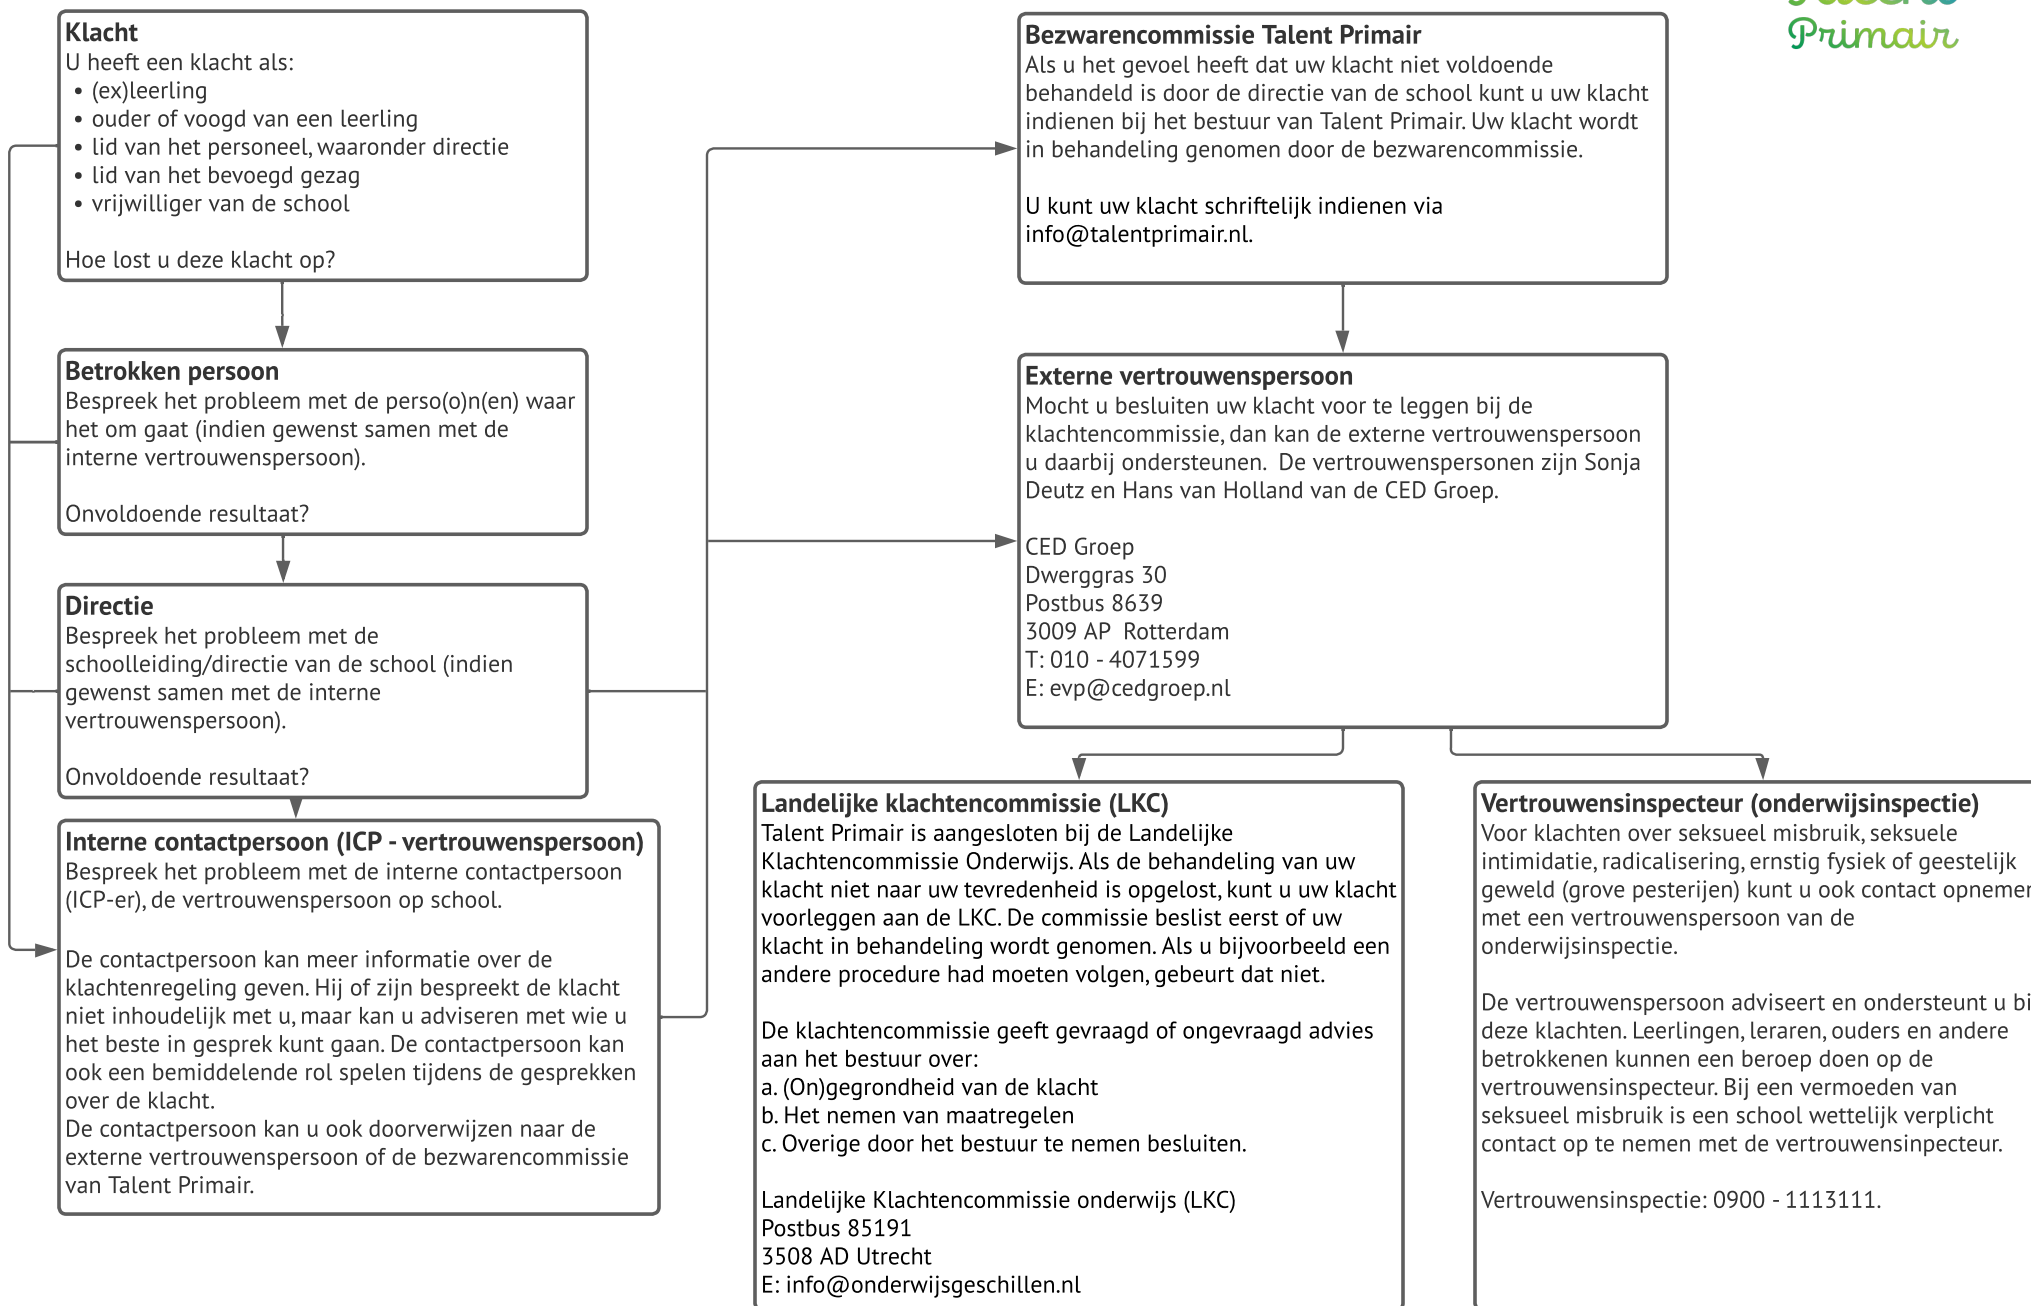 Klacht
U heeft een klacht als:
• (ex)leerling
• ouder of voogd van een leerling
• lid van het personeel, waaronder directie
• lid van het bevoegd gezag
• vrijwilliger van de school
Hoe lost u deze klacht op?
Betrokken persoon
Bespreek het probleem met de perso(o)n(en) waar
het om gaat (indien gewenst samen met de
interne vertrouwenspersoon).
Onvoldoende resultaat?
Directie
Bespreek het probleem met de
schoolleiding/directie van de school (indien
gewenst samen met de interne
vertrouwenspersoon).
Onvoldoende resultaat?
Interne contactpersoon (ICP - vertrouwenspersoon)
Bespreek het probleem met de interne contactpersoon
(ICP-er), de vertrouwenspersoon op school.
De contactpersoon kan meer informatie over de
klachtenregeling geven. Hij of zijn bespreekt de klacht
niet inhoudelijk met u, maar kan u adviseren met wie u
het beste in gesprek kunt gaan. De contactpersoon kan
ook een bemiddelende rol spelen tijdens de gesprekken
over de klacht.
De contactpersoon kan u ook doorverwijzen naar de
externe vertrouwenspersoon of de bezwarencommissie
van Talent Primair.
Bezwarencommissie Talent Primair
Als u het gevoel heeft dat uw klacht niet voldoende
behandeld is door de directie van de school kunt u uw klacht
indienen bij het bestuur van Talent Primair. Uw klacht wordt
in behandeling genomen door de bezwarencommissie.
U kunt uw klacht schriftelijk indienen via
info@talentprimair.nl.
Externe vertrouwenspersoon
Mocht u besluiten uw klacht voor te leggen bij de
klachtencommissie, dan kan de externe vertrouwenspersoon
u daarbij ondersteunen.  De vertrouwenspersonen zijn Sonja
Deutz en Hans van Holland van de CED Groep.
CED Groep
Dwerggras 30
Postbus 8639
3009 AP  Rotterdam
T: 010 - 4071599
E: evp@cedgroep.nl
Landelijke klachtencommissie (LKC)
Talent Primair is aangesloten bij de Landelijke
Klachtencommissie Onderwijs. Als de behandeling van uw
klacht niet naar uw tevredenheid is opgelost, kunt u uw klacht
voorleggen aan de LKC. De commissie beslist eerst of uw
klacht in behandeling wordt genomen. Als u bijvoorbeeld een
andere procedure had moeten volgen, gebeurt dat niet.
De klachtencommissie geeft gevraagd of ongevraagd advies
aan het bestuur over:
a. (On)gegrondheid van de klacht
b. Het nemen van maatregelen
c. Overige door het bestuur te nemen besluiten.
Landelijke Klachtencommissie onderwijs (LKC)
Postbus 85191
3508 AD Utrecht
E: info@onderwijsgeschillen.nl
Vertrouwensinspecteur (onderwijsinspectie)
Voor klachten over seksueel misbruik, seksuele
intimidatie, radicalisering, ernstig fysiek of geestelijk
geweld (grove pesterijen) kunt u ook contact opnemen
met een vertrouwenspersoon van de
onderwijsinspectie.
De vertrouwenspersoon adviseert en ondersteunt u bij
deze klachten. Leerlingen, leraren, ouders en andere
betrokkenen kunnen een beroep doen op de
vertrouwensinspecteur. Bij een vermoeden van
seksueel misbruik is een school wettelijk verplicht
contact op te nemen met de vertrouwensinpecteur.
Vertrouwensinspectie: 0900 - 1113111.
Primair